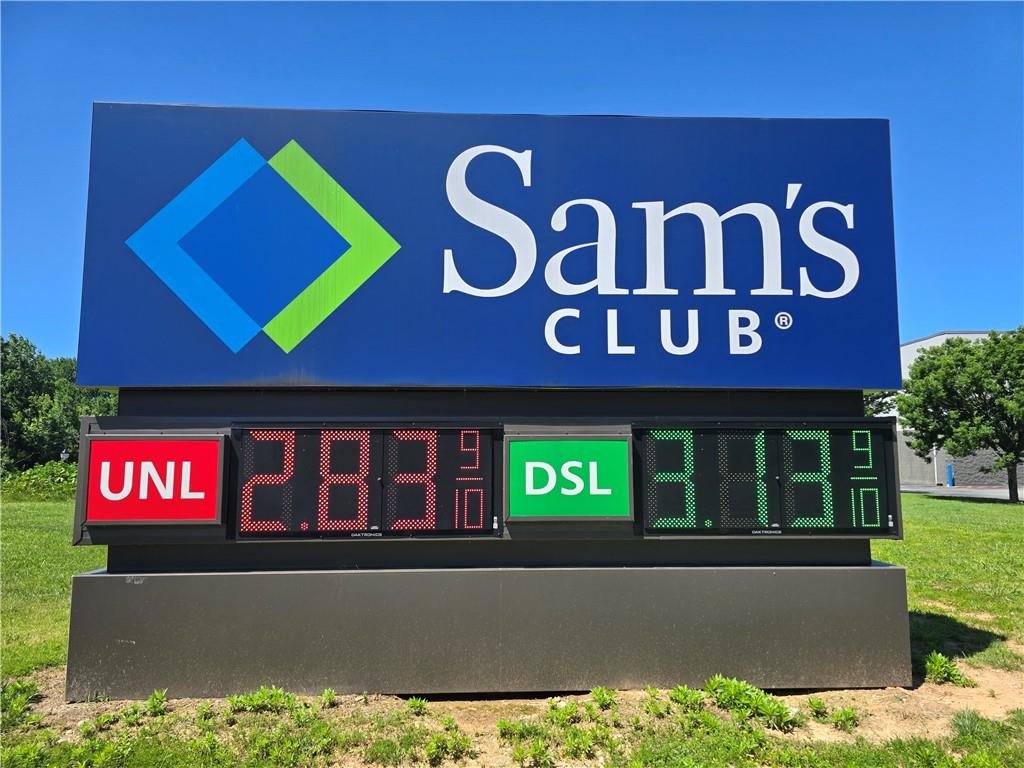 Sam's
CLUB®
UNL 2.83 9/10 DSL 3.13 9/10
DAKTRONICS DAKTRONICS